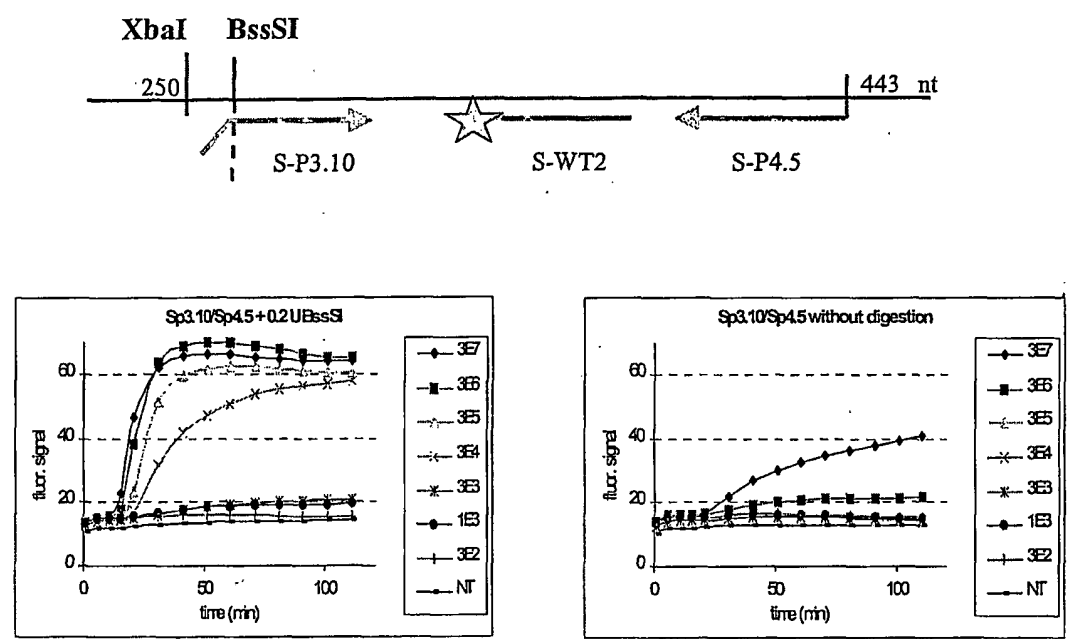 XbaI BssSI
250 443 nt
S-P3.10 S-WT2 S-P4.5
Sp3.10/Sp4.5 + 0.2 U BssSI
fluor. signal
60
40
20
0
0 50 100
time (min)
3E7
3E6
3E5
3E4
3E3
1E3
3E2
NT
Sp3.10/Sp4.5 without digestion
fluor. signal
60
40
20
0
0 50 100
time (min)
3E7
3E6
3E5
3E4
3E3
1E3
3E2
NT